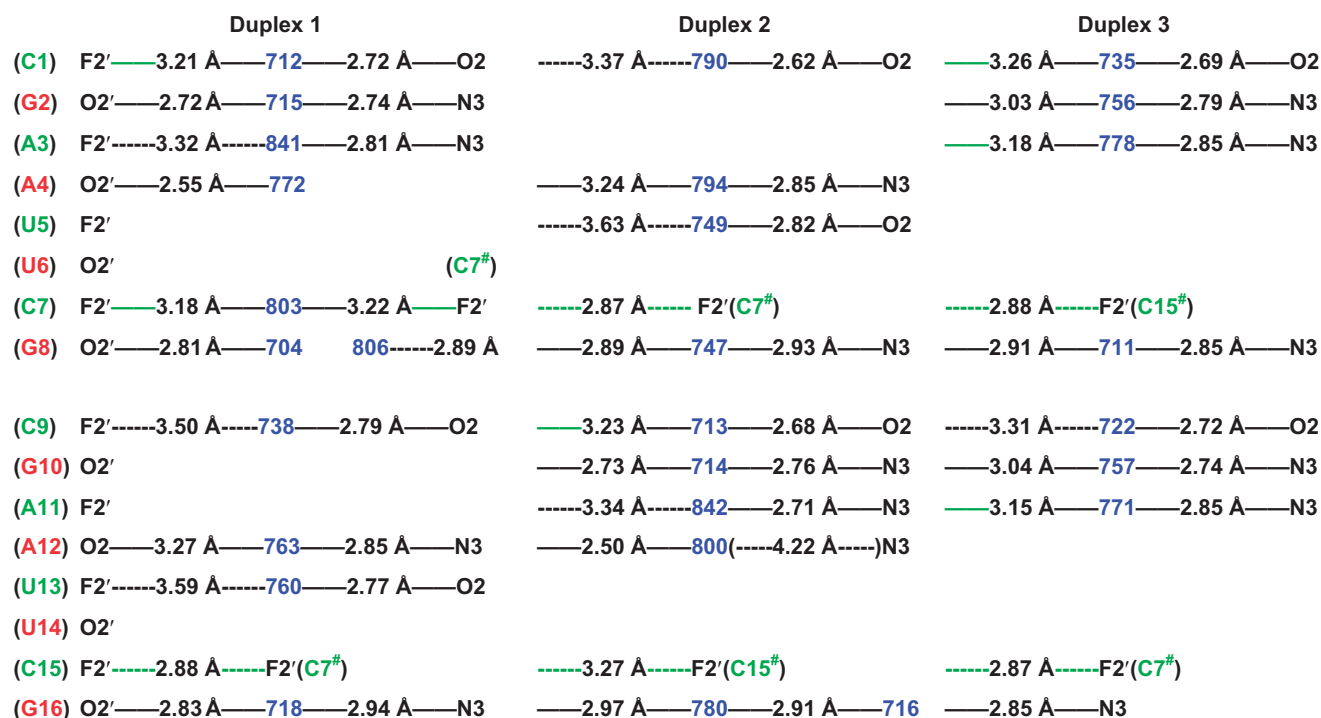 Duplex 1 Duplex 2 Duplex 3
(C1) F2′——3.21 Å——712——2.72 Å——O2 ------3.37 Å------790——2.62 Å——O2 ——3.26 Å——735——2.69 Å——O2
(G2) O2′——2.72 Å——715——2.74 Å——N3 ——3.03 Å——756——2.79 Å——N3
(A3) F2′------3.32 Å------841——2.81 Å——N3 ——3.18 Å——778——2.85 Å——N3
(A4) O2′——2.55 Å——772 ——3.24 Å——794——2.85 Å——N3
(U5) F2′ ------3.63 Å------749——2.82 Å——O2
(U6) O2′ (C7#)
(C7) F2′——3.18 Å——803——3.22 Å——F2′ ------2.87 Å------ F2′(C7#) ------2.88 Å------F2′(C15#)
(G8) O2′——2.81 Å——704 806------2.89 Å ——2.89 Å——747——2.93 Å——N3 ——2.91 Å——711——2.85 Å——N3
(C9) F2′------3.50 Å-----738——2.79 Å——O2 ——3.23 Å——713——2.68 Å——O2 ------3.31 Å------722——2.72 Å——O2
(G10) O2′ ——2.73 Å——714——2.76 Å——N3 ——3.04 Å——757——2.74 Å——N3
(A11) F2′ ------3.34 Å------842——2.71 Å——N3 ——3.15 Å——771——2.85 Å——N3
(A12) O2——3.27 Å——763——2.85 Å——N3 ——2.50 Å——800(-----4.22 Å-----)N3
(U13) F2′------3.59 Å------760——2.77 Å——O2
(U14) O2′
(C15) F2′------2.88 Å------F2′(C7#) ------3.27 Å------F2′(C15#) ------2.87 Å------F2′(C7#)
(G16) O2′——2.83 Å——718——2.94 Å——N3 ——2.97 Å——780——2.91 Å——716 ——2.85 Å——N3